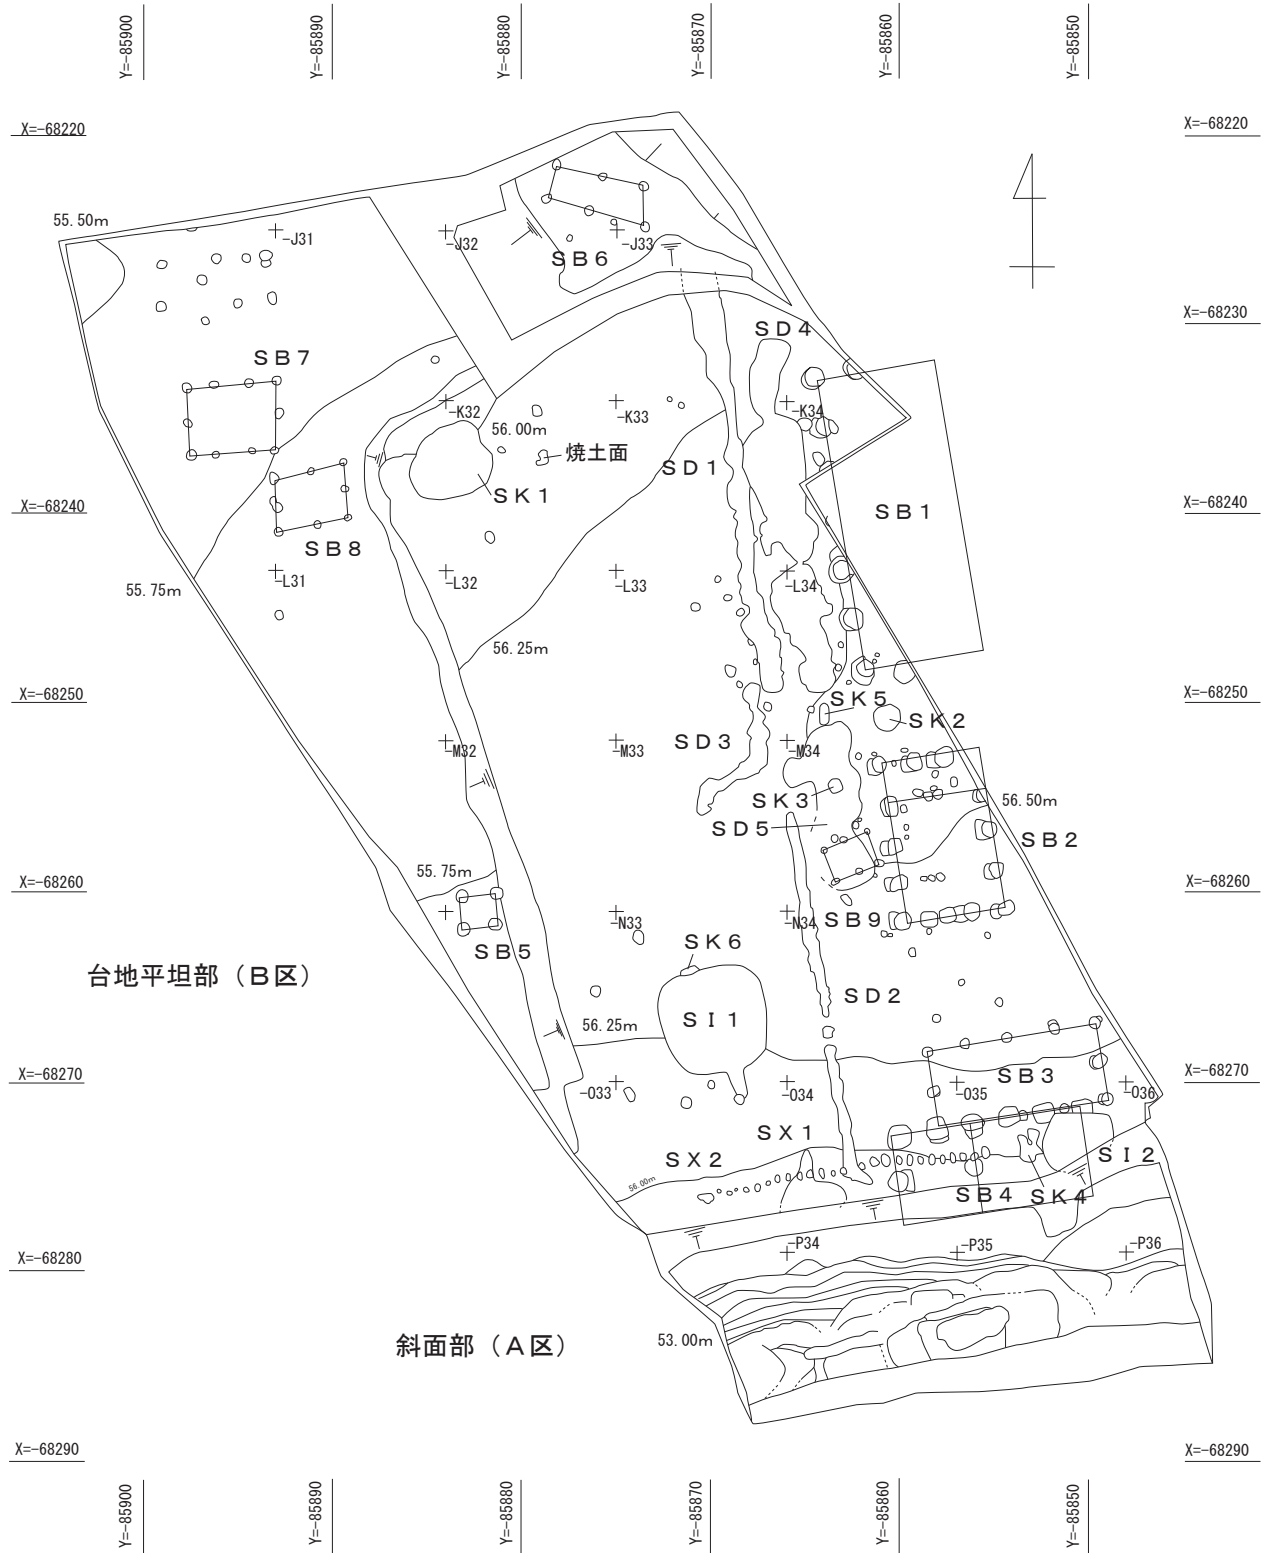 Y=-85900
Y=-85890
Y=-85880
Y=-85870
Y=-85860
Y=-85850
X=-68220
X=-68220
55.50m
-J31
-J32
-J33
SB6
X=-68230
SD4
SB7
-K32
-K33
-K34
56.00m
焼土面
SD1
SK1
X=-68240
X=-68240
SB1
SB8
-L31
-L32
-L33
-L34
55.75m
56.25m
X=-68250
X=-68250
SK5
SK2
SD3
-M32
-M33
-M34
SK3
56.50m
SD5
SB2
55.75m
X=-68260
X=-68260
-N33
-N34
SB9
SK6
SB5
台地平坦部（B区）
SD2
SI1
56.25m
X=-68270
X=-68270
SB3
-O33
-O34
-O35
-O36
SX1
SX2
SI2
56.00m
SB4
SK4
-P34
-P35
-P36
X=-68280
X=-68280
斜面部（A区）
53.00m
X=-68290
X=-68290
Y=-85900
Y=-85890
Y=-85880
Y=-85870
Y=-85860
Y=-85850